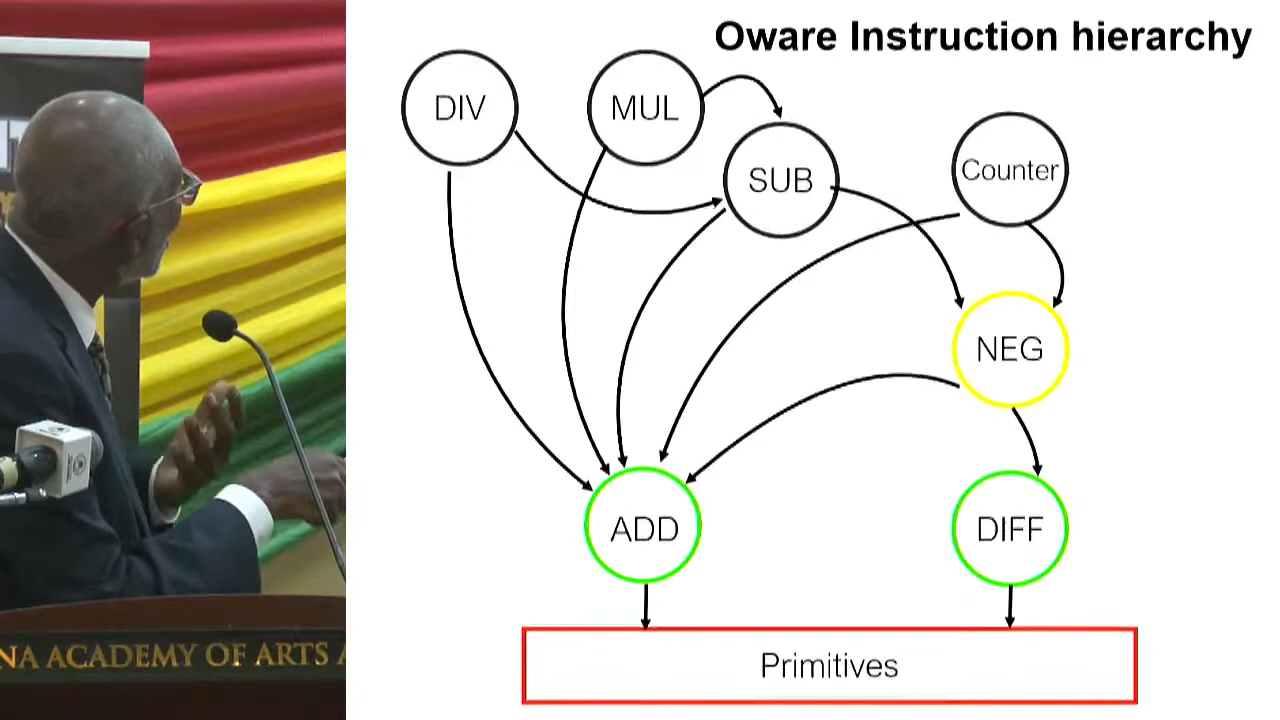 Oware Instruction hierarchy
DIV
MUL
SUB
Counter
NEG
ADD
DIFF
Primitives
NA ACADEMY OF ARTS